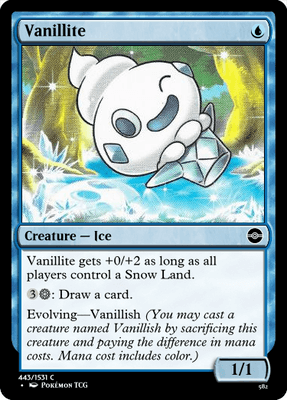 Vanillite
Creature — Ice
Vanillite gets +0/+2 as long as all
players control a Snow Land.
3: Draw a card.
Evolving—Vanillish (You may cast a
creature named Vanillish by sacrificing this
creature and paying the difference in mana
costs. Mana cost includes color.)
1/1
443/1531 C
• Pokémon TCG